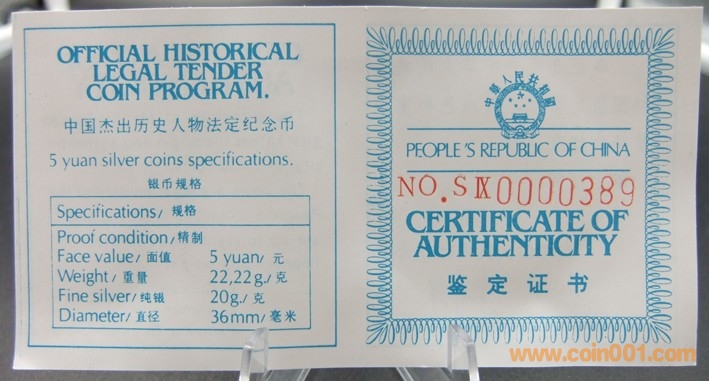 OFFICIAL HISTORICAL
LEGAL TENDER
COIN PROGRAM.
中国杰出历史人物法定纪念币
5 yuan silver coins specifications.
银币规格
Specifications/ 规格
Proof condition/精制
Face value/ 面值 5 yuan/ 元
Weight/ 重量 22,22g./克
Fine silver/纯银 20g./克
Diameter/ 直径 36mm/毫米
中華人民共和國
PEOPLE'S REPUBLIC OF CHINA
NO.SⅨ0000389
CERTIFICATE OF
AUTHENTICITY
鉴定证书
www.coin001.com